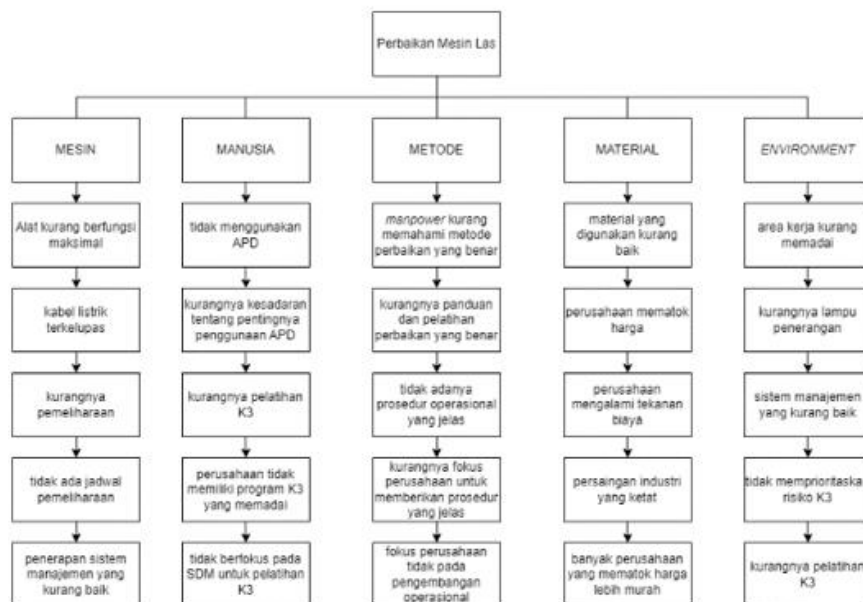 Perbaikan Mesin Las
MESIN
MANUSIA
METODE
MATERIAL
ENVIRONMENT
Alat kurang berfungsi
maksimal
tidak menggunakan
APD
manpower kurang
memahami metode
perbaikan yang benar
material yang
digunakan kurang
baik
area kerja kurang
memadai
kabel listrik
terkelupas
kurangnya kesadaran
tentang pentingnya
penggunaan APD
kurangnya panduan
dan pelatihan
perbaikan yang benar
perusahaan mematok
harga
kurangnya lampu
penerangan
kurangnya
pemeliharaan
kurangnya pelatihan
K3
tidak adanya
prosedur operasional
yang jelas
perusahaan
mengalami tekanan
biaya
sistem manajemen
yang kurang baik
tidak ada jadwal
pemeliharaan
perusahaan tidak
memiliki program K3
yang memadai
kurangnya fokus
perusahaan untuk
memberikan prosedur
yang jelas
persaingan industri
yang ketat
tidak memprioritaska
risiko K3
penerapan sistem
manajemen yang
kurang baik
tidak berfokus pada
SDM untuk pelatihan
K3
fokus perusahaan
tidak pada
pengembangan
operasional
banyak perusahaan
yang mematok harga
lebih murah
kurangnya pelatihan
K3